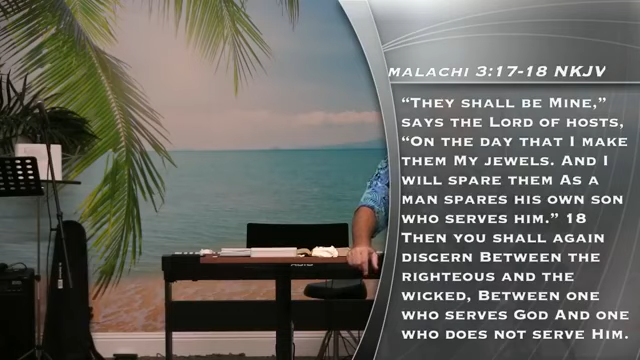 MALACHI 3:17-18 NKJV
“THEY SHALL BE MINE,”
SAYS THE LORD OF HOSTS,
“ON THE DAY THAT I MAKE
THEM MY JEWELS. AND I
WILL SPARE THEM AS A
MAN SPARES HIS OWN SON
WHO SERVES HIM.” 18
THEN YOU SHALL AGAIN
DISCERN BETWEEN THE
RIGHTEOUS AND THE
WICKED, BETWEEN ONE
WHO SERVES GOD AND ONE
WHO DOES NOT SERVE HIM.